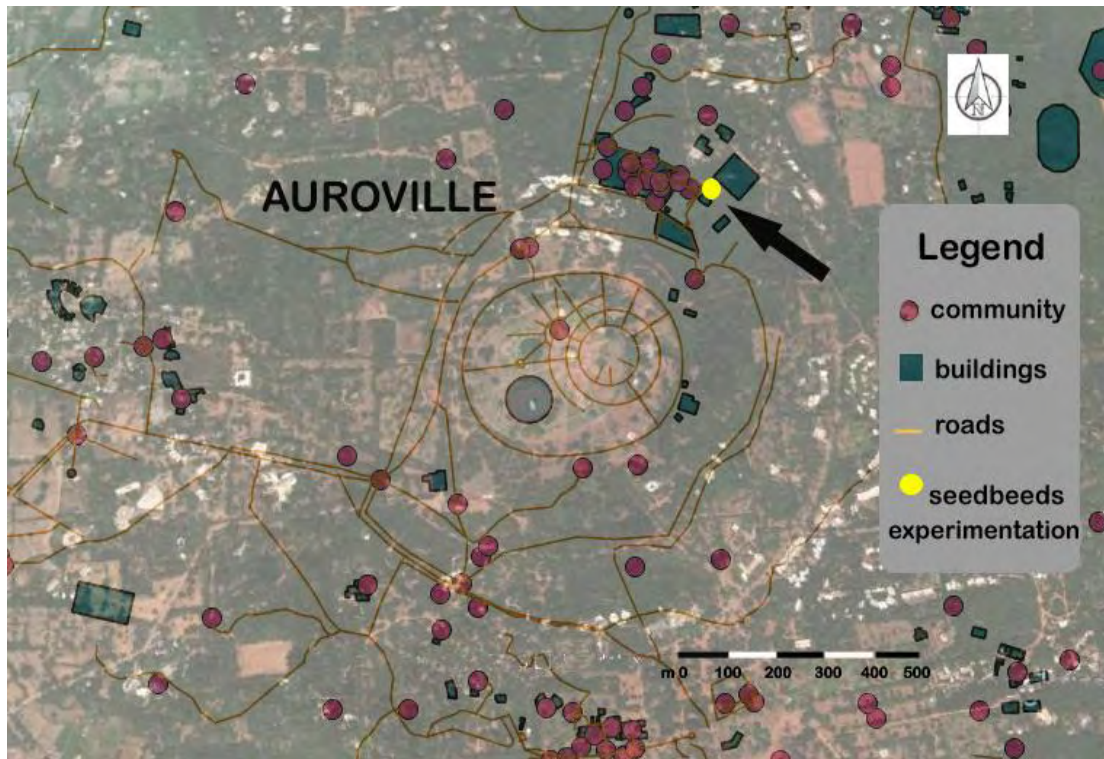 N
AUROVILLE
Legend
community
buildings
roads
seedbeeds
experimentation
m 0 100 200 300 400 500